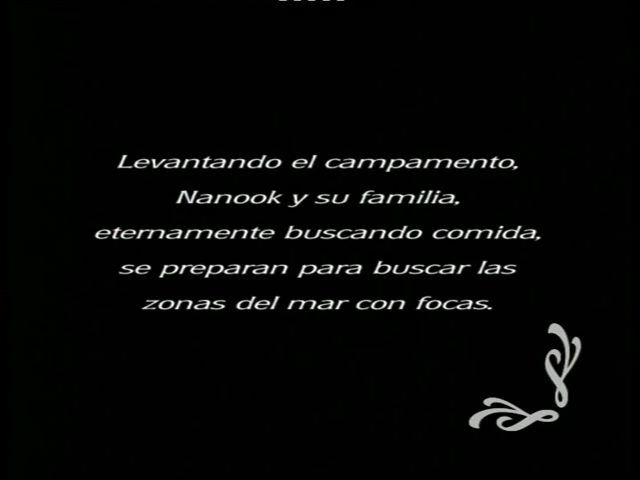 Levantando el campamento,
Nanook y su familia,
eternamente buscando comida,
se preparan para buscar las
zonas del mar con focas.